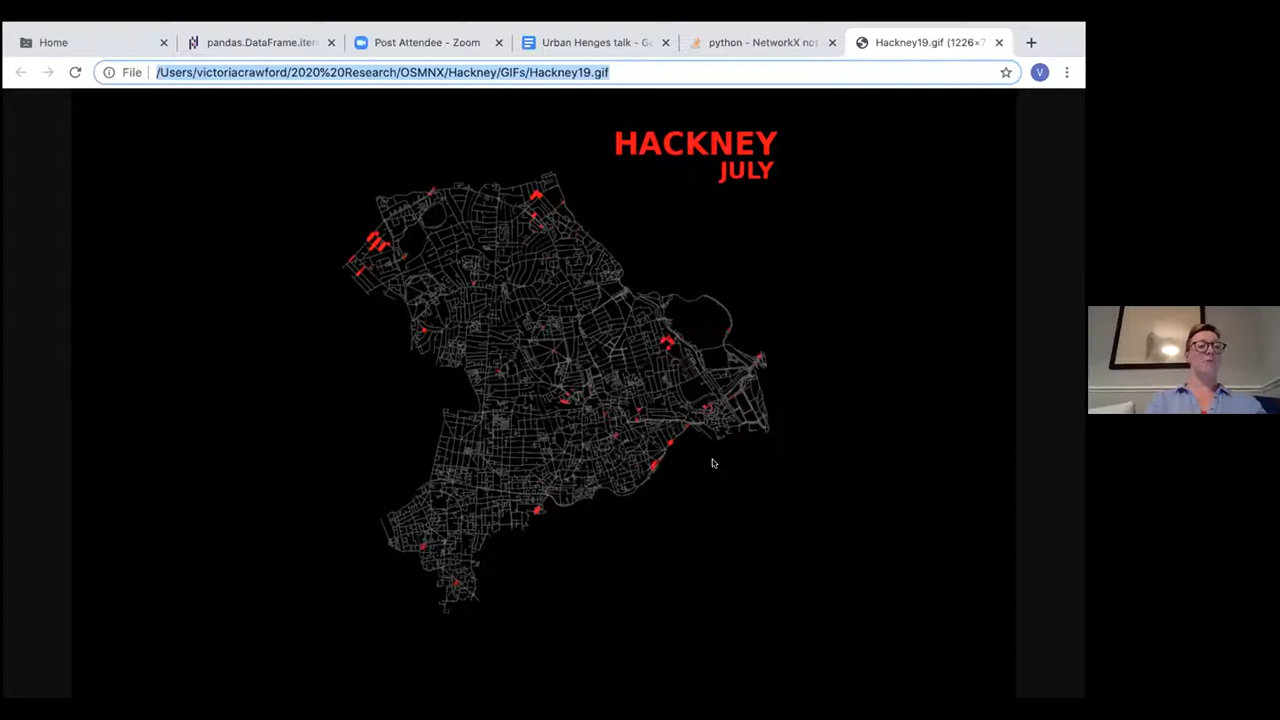 Home
pandas.DataFrame.iter
Post Attendee - Zoom
Urban Henges talk - G
python - NetworkX no
Hackney19.gif (1226×7
File
/Users/victoriacrawford/2020%20Research/OSMNX/Hackney/GIFs/Hackney19.gif
V
HACKNEY
JULY